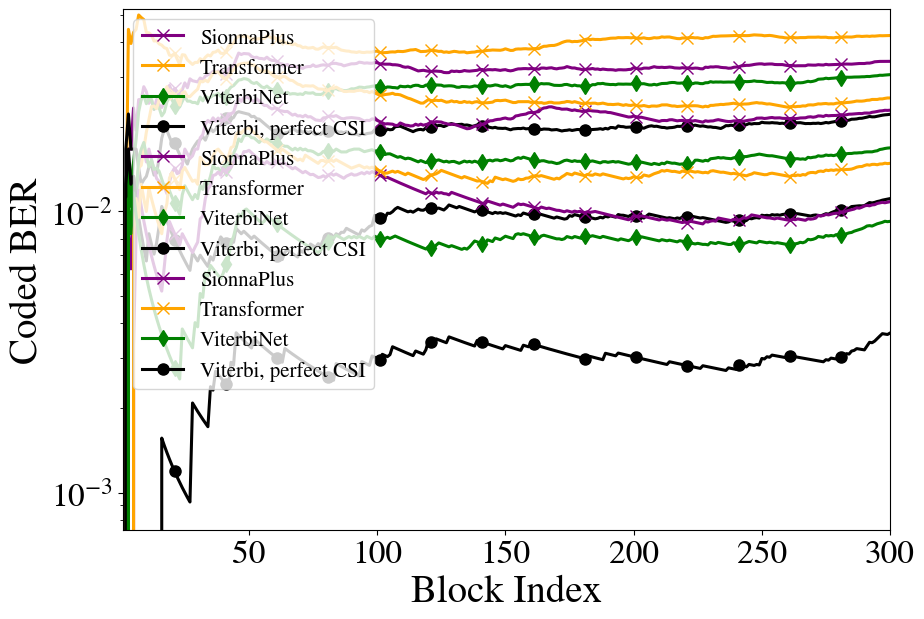 SionnaPlus
Transformer
ViterbiNet
Viterbi, perfect CSI
SionnaPlus
Transformer
ViterbiNet
Viterbi, perfect CSI
SionnaPlus
Transformer
ViterbiNet
Viterbi, perfect CSI
Coded BER
10⁻²
10⁻³
50 100 150 200 250 300
Block Index